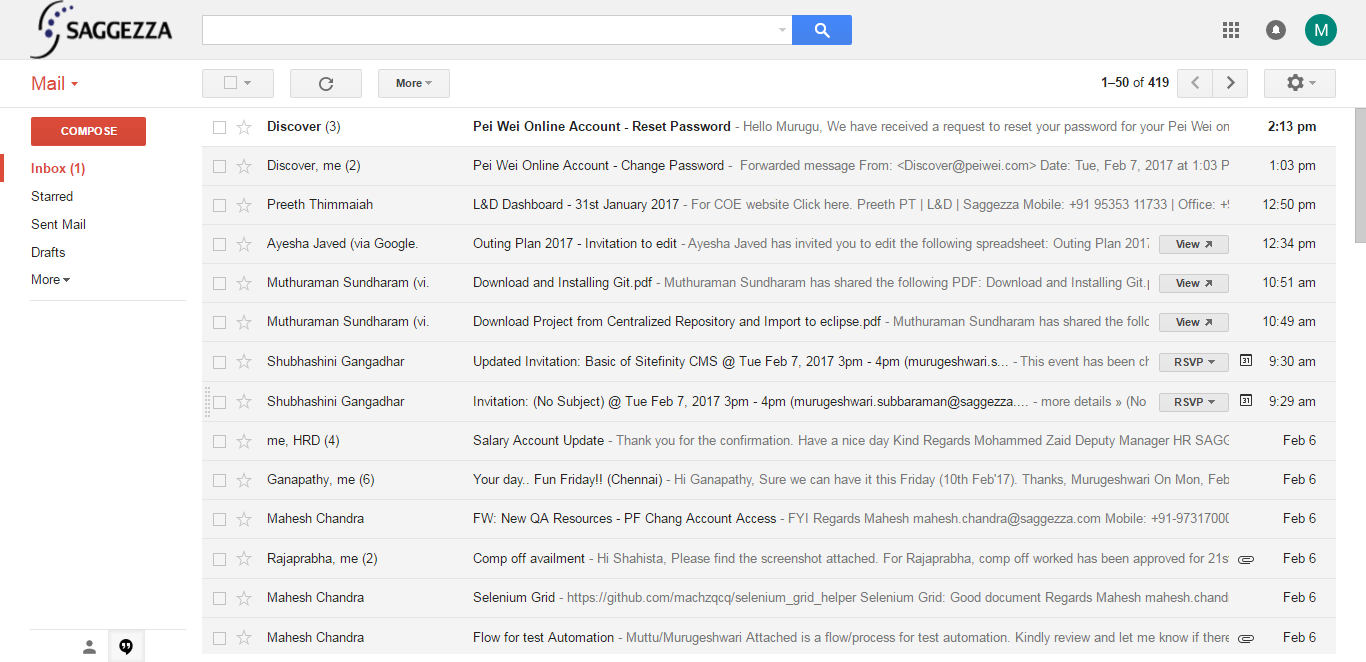 SAGGEZZA
M
Mail
More
1–50 of 419
COMPOSE
Inbox (1)
Starred
Sent Mail
Drafts
More
Discover (3) Pei Wei Online Account - Reset Password - Hello Murugu, We have received a request to reset your password for your Pei Wei on 2:13 pm
Discover, me (2) Pei Wei Online Account - Change Password - Forwarded message From: <Discover@peiwei.com> Date: Tue, Feb 7, 2017 at 1:03 P 1:03 pm
Preeth Thimmaiah L&D Dashboard - 31st January 2017 - For COE website Click here. Preeth PT | L&D | Saggezza Mobile: +91 95353 11733 | Office: 12:50 pm
Ayesha Javed (via Google. Outing Plan 2017 - Invitation to edit - Ayesha Javed has invited you to edit the following spreadsheet: Outing Plan 2017 View 12:34 pm
Muthuraman Sundharam (vi. Download and Installing Git.pdf - Muthuraman Sundharam has shared the following PDF: Download and Installing Git. View 10:51 am
Muthuraman Sundharam (vi. Download Project from Centralized Repository and Import to eclipse.pdf - Muthuraman Sundharam has shared the follc View 10:49 am
Shubhashini Gangadhar Updated Invitation: Basic of Sitefinity CMS @ Tue Feb 7, 2017 3pm - 4pm (murugeshwari.s... - This event has been ch RSVP 31 9:30 am
Shubhashini Gangadhar Invitation: (No Subject) @ Tue Feb 7, 2017 3pm - 4pm (murugeshwari.subbaraman@saggezza.... - more details » (No RSVP 31 9:29 am
me, HRD (4) Salary Account Update - Thank you for the confirmation. Have a nice day Kind Regards Mohammed Zaid Deputy Manager HR SAGG Feb 6
Ganapathy, me (6) Your day.. Fun Friday!! (Chennai) - Hi Ganapathy, Sure we can have it this Friday (10th Feb'17). Thanks, Murugeshwari On Mon, Feb Feb 6
Mahesh Chandra FW: New QA Resources - PF Chang Account Access - FYI Regards Mahesh mahesh.chandra@saggezza.com Mobile: +91-97317000 Feb 6
Rajaprabha, me (2) Comp off availment - Hi Shahista, Please find the screenshot attached. For Rajaprabha, comp off worked has been approved for 21s Feb 6
Mahesh Chandra Selenium Grid - https://github.com/machzqcq/selenium_grid_helper Selenium Grid: Good document Regards Mahesh mahesh.chand Feb 6
Mahesh Chandra Flow for test Automation - Muttu/Murugeshwari Attached is a flow/process for test automation. Kindly review and let me know if there Feb 6